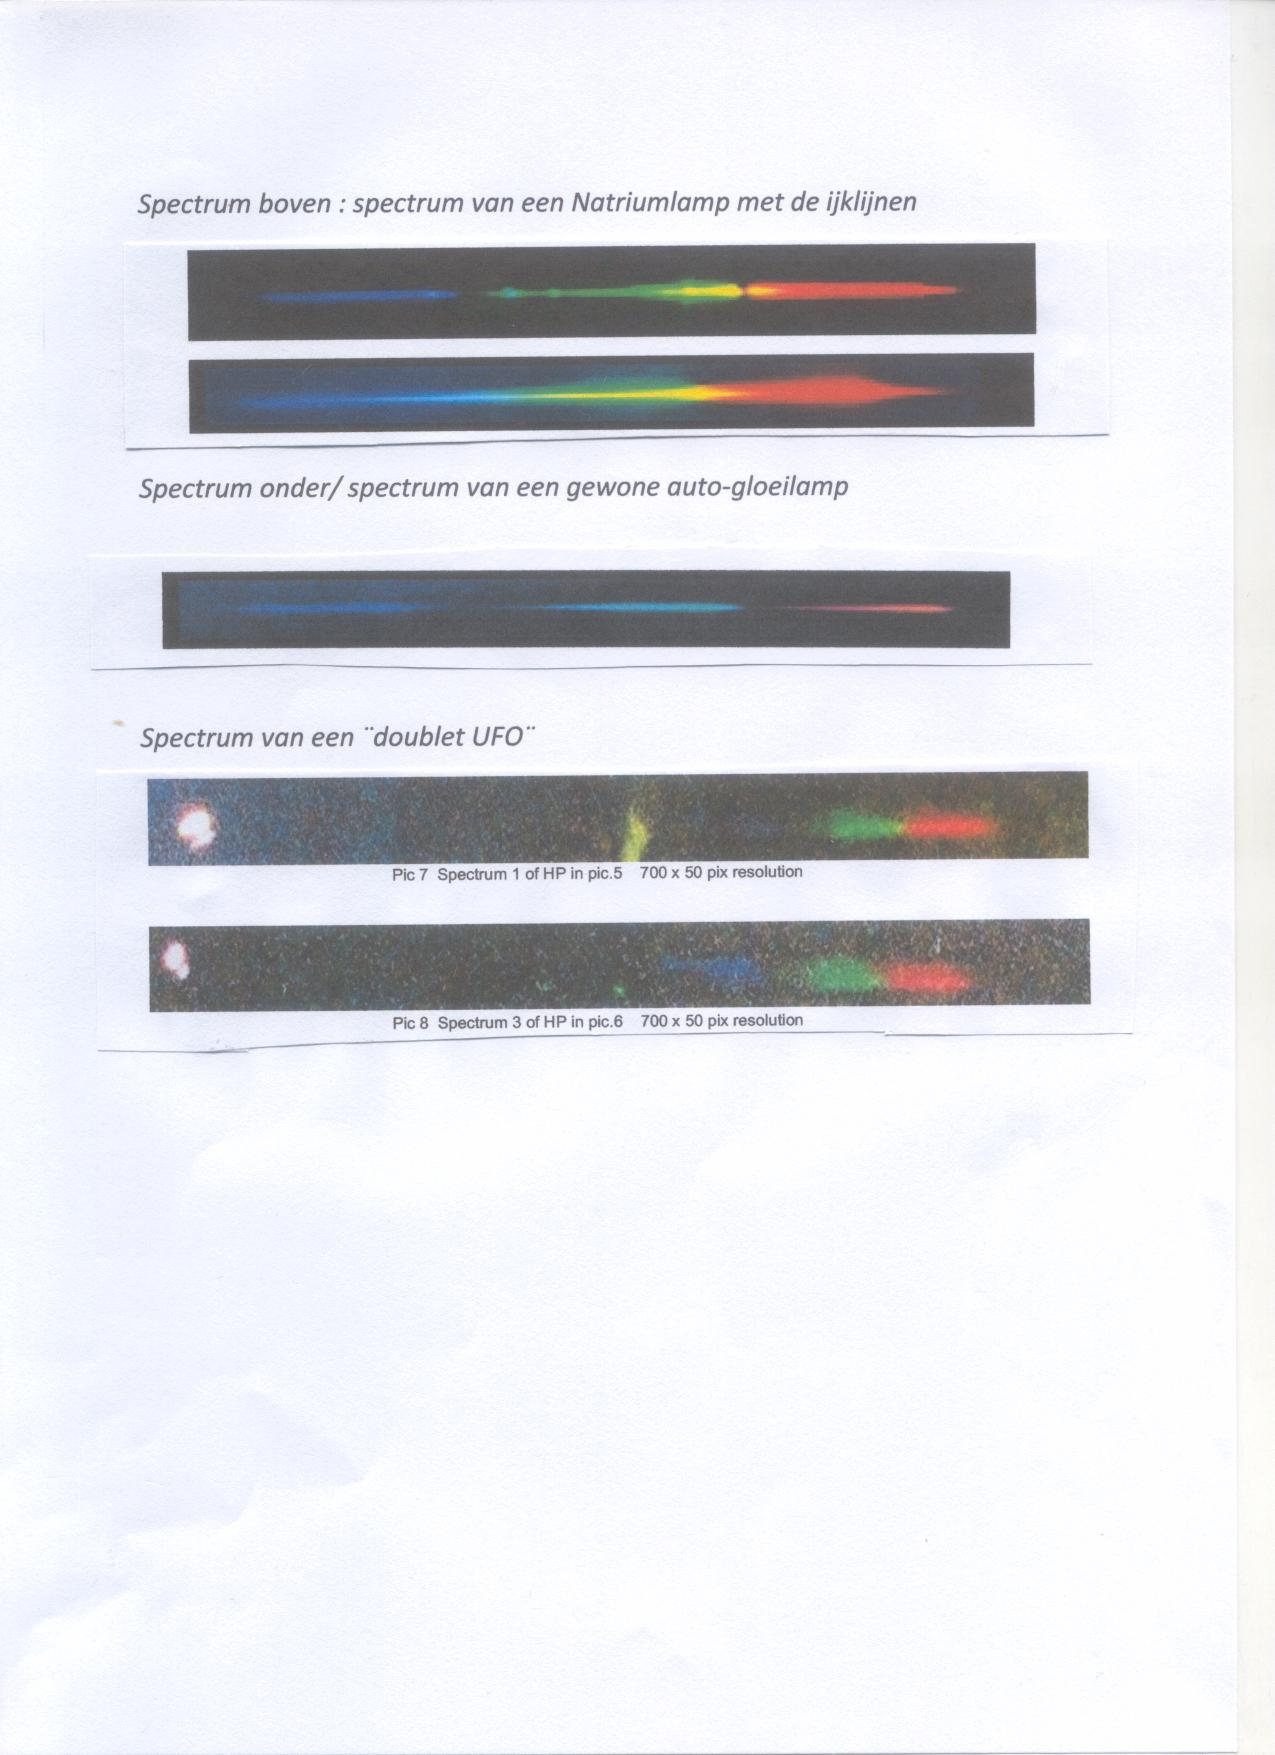 Spectrum boven : spectrum van een Natriumlamp met de ijklijnen
Spectrum onder/ spectrum van een gewone auto-gloeilamp
Spectrum van een ¨doublet UFO¨
Pic 7 Spectrum 1 of HP in pic.5 700 x 50 pix resolution
Pic 8 Spectrum 3 of HP in pic.6 700 x 50 pix resolution